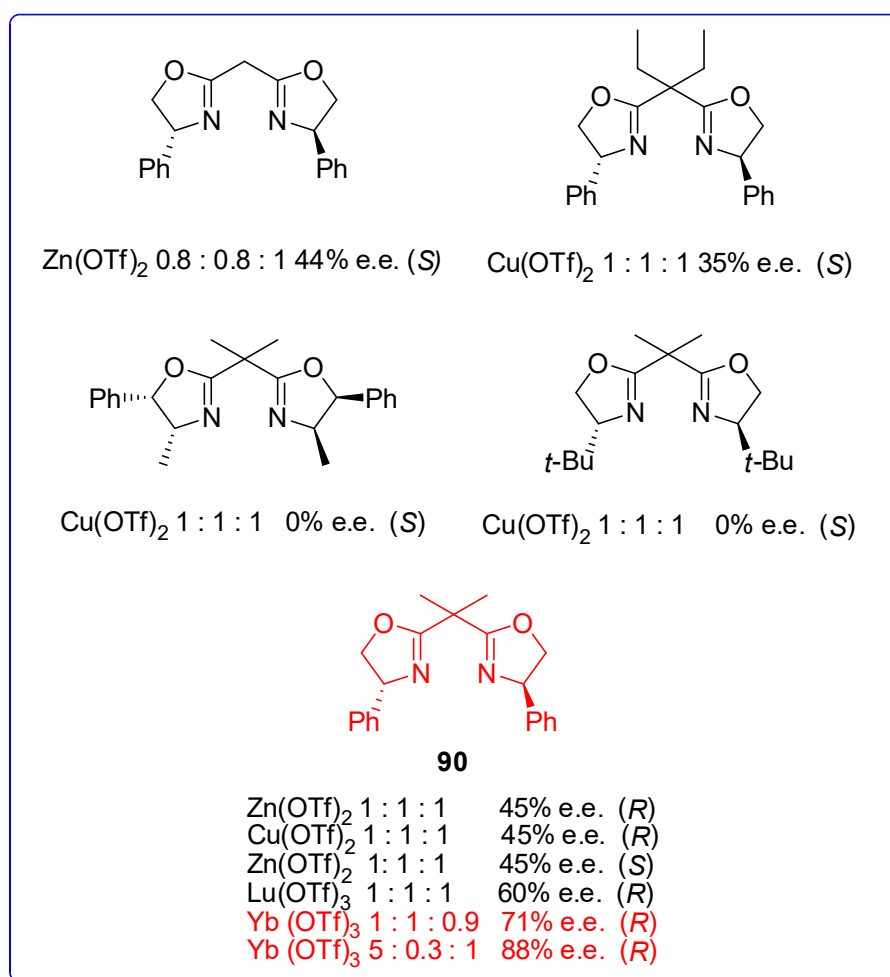 O O
N N
Ph Ph
Zn(OTf)₂ 0.8 : 0.8 : 1 44% e.e. (S)
O O
N N
Ph Ph
Cu(OTf)₂ 1 : 1 : 1 35% e.e. (S)
O O
Ph Ph
N N
Cu(OTf)₂ 1 : 1 : 1 0% e.e. (S)
O O
N N
t-Bu t-Bu
Cu(OTf)₂ 1 : 1 : 1 0% e.e. (S)
O O
N N
Ph Ph
90
Zn(OTf)₂ 1 : 1 : 1 45% e.e. (R)
Cu(OTf)₂ 1 : 1 : 1 45% e.e. (R)
Zn(OTf)₂ 1: 1 : 1 45% e.e. (S)
Lu(OTf)₃ 1 : 1 : 1 60% e.e. (R)
Yb (OTf)₃ 1 : 1 : 0.9 71% e.e. (R)
Yb (OTf)₃ 5 : 0.3 : 1 88% e.e. (R)